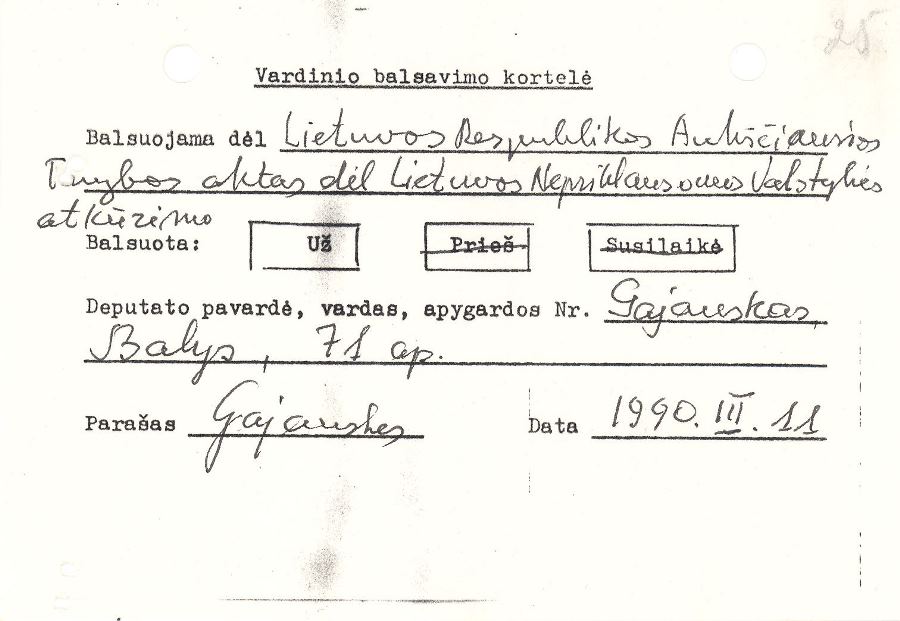 25
Vardinio balsavimo kortelė
Balsuojama dėl Lietuvos Respublikos Aukščiausios
Tarybos aktas dėl Lietuvos Nepriklausomos Valstybės
atkūrimo
Balsuota: Už Prieš Susilaikė
Deputato pavardė, vardas, apygardos Nr. Gajauskas,
Balys, 71 ap.
Parašas Gajauskas Data 1990. III. 11